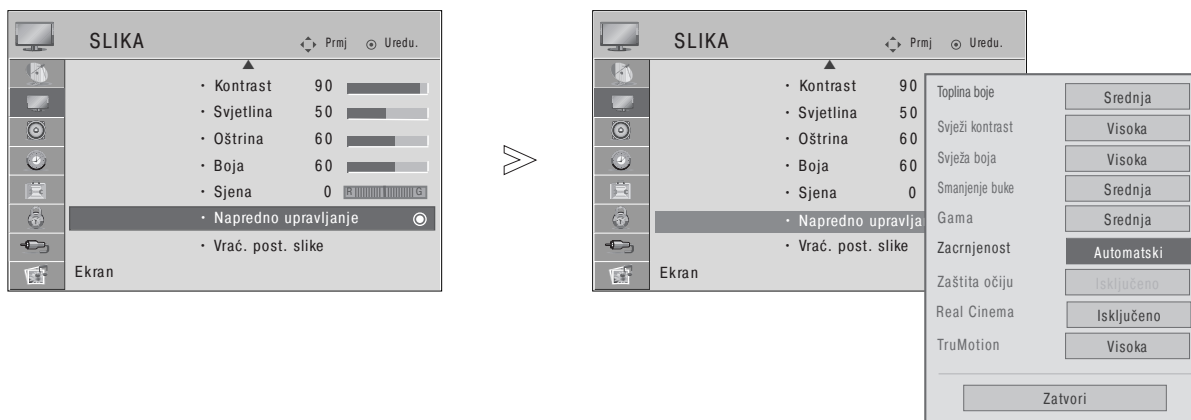 SLIKA Prmj Uredu.
• Kontrast 90
• Svjetlina 50
• Oštrina 60
• Boja 60
• Sjena 0 R G
• Napredno upravljanje
• Vrać. post. slike
Ekran
SLIKA Prmj Uredu.
• Kontrast 90
• Svjetlina 50
• Oštrina 60
• Boja 60
• Sjena 0
• Napredno upravlja
• Vrać. post. slike
Ekran
Toplina boje Srednja
Svježi kontrast Visoka
Svježa boja Visoka
Smanjenje buke Srednja
Gama Srednja
Zacrnjenost Automatski
Zaštita očiju Isključeno
Real Cinema Isključeno
TruMotion Visoka
Zatvori